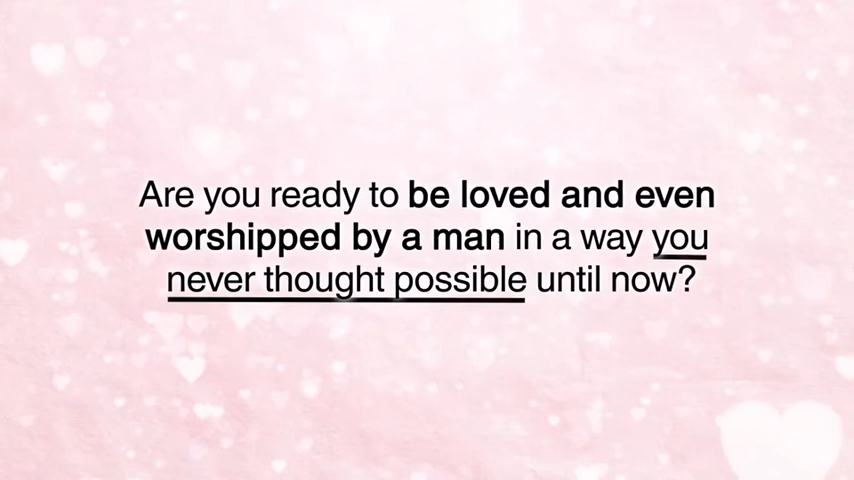 Are you ready to be loved and even
worshipped by a man in a way you
never thought possible until now?